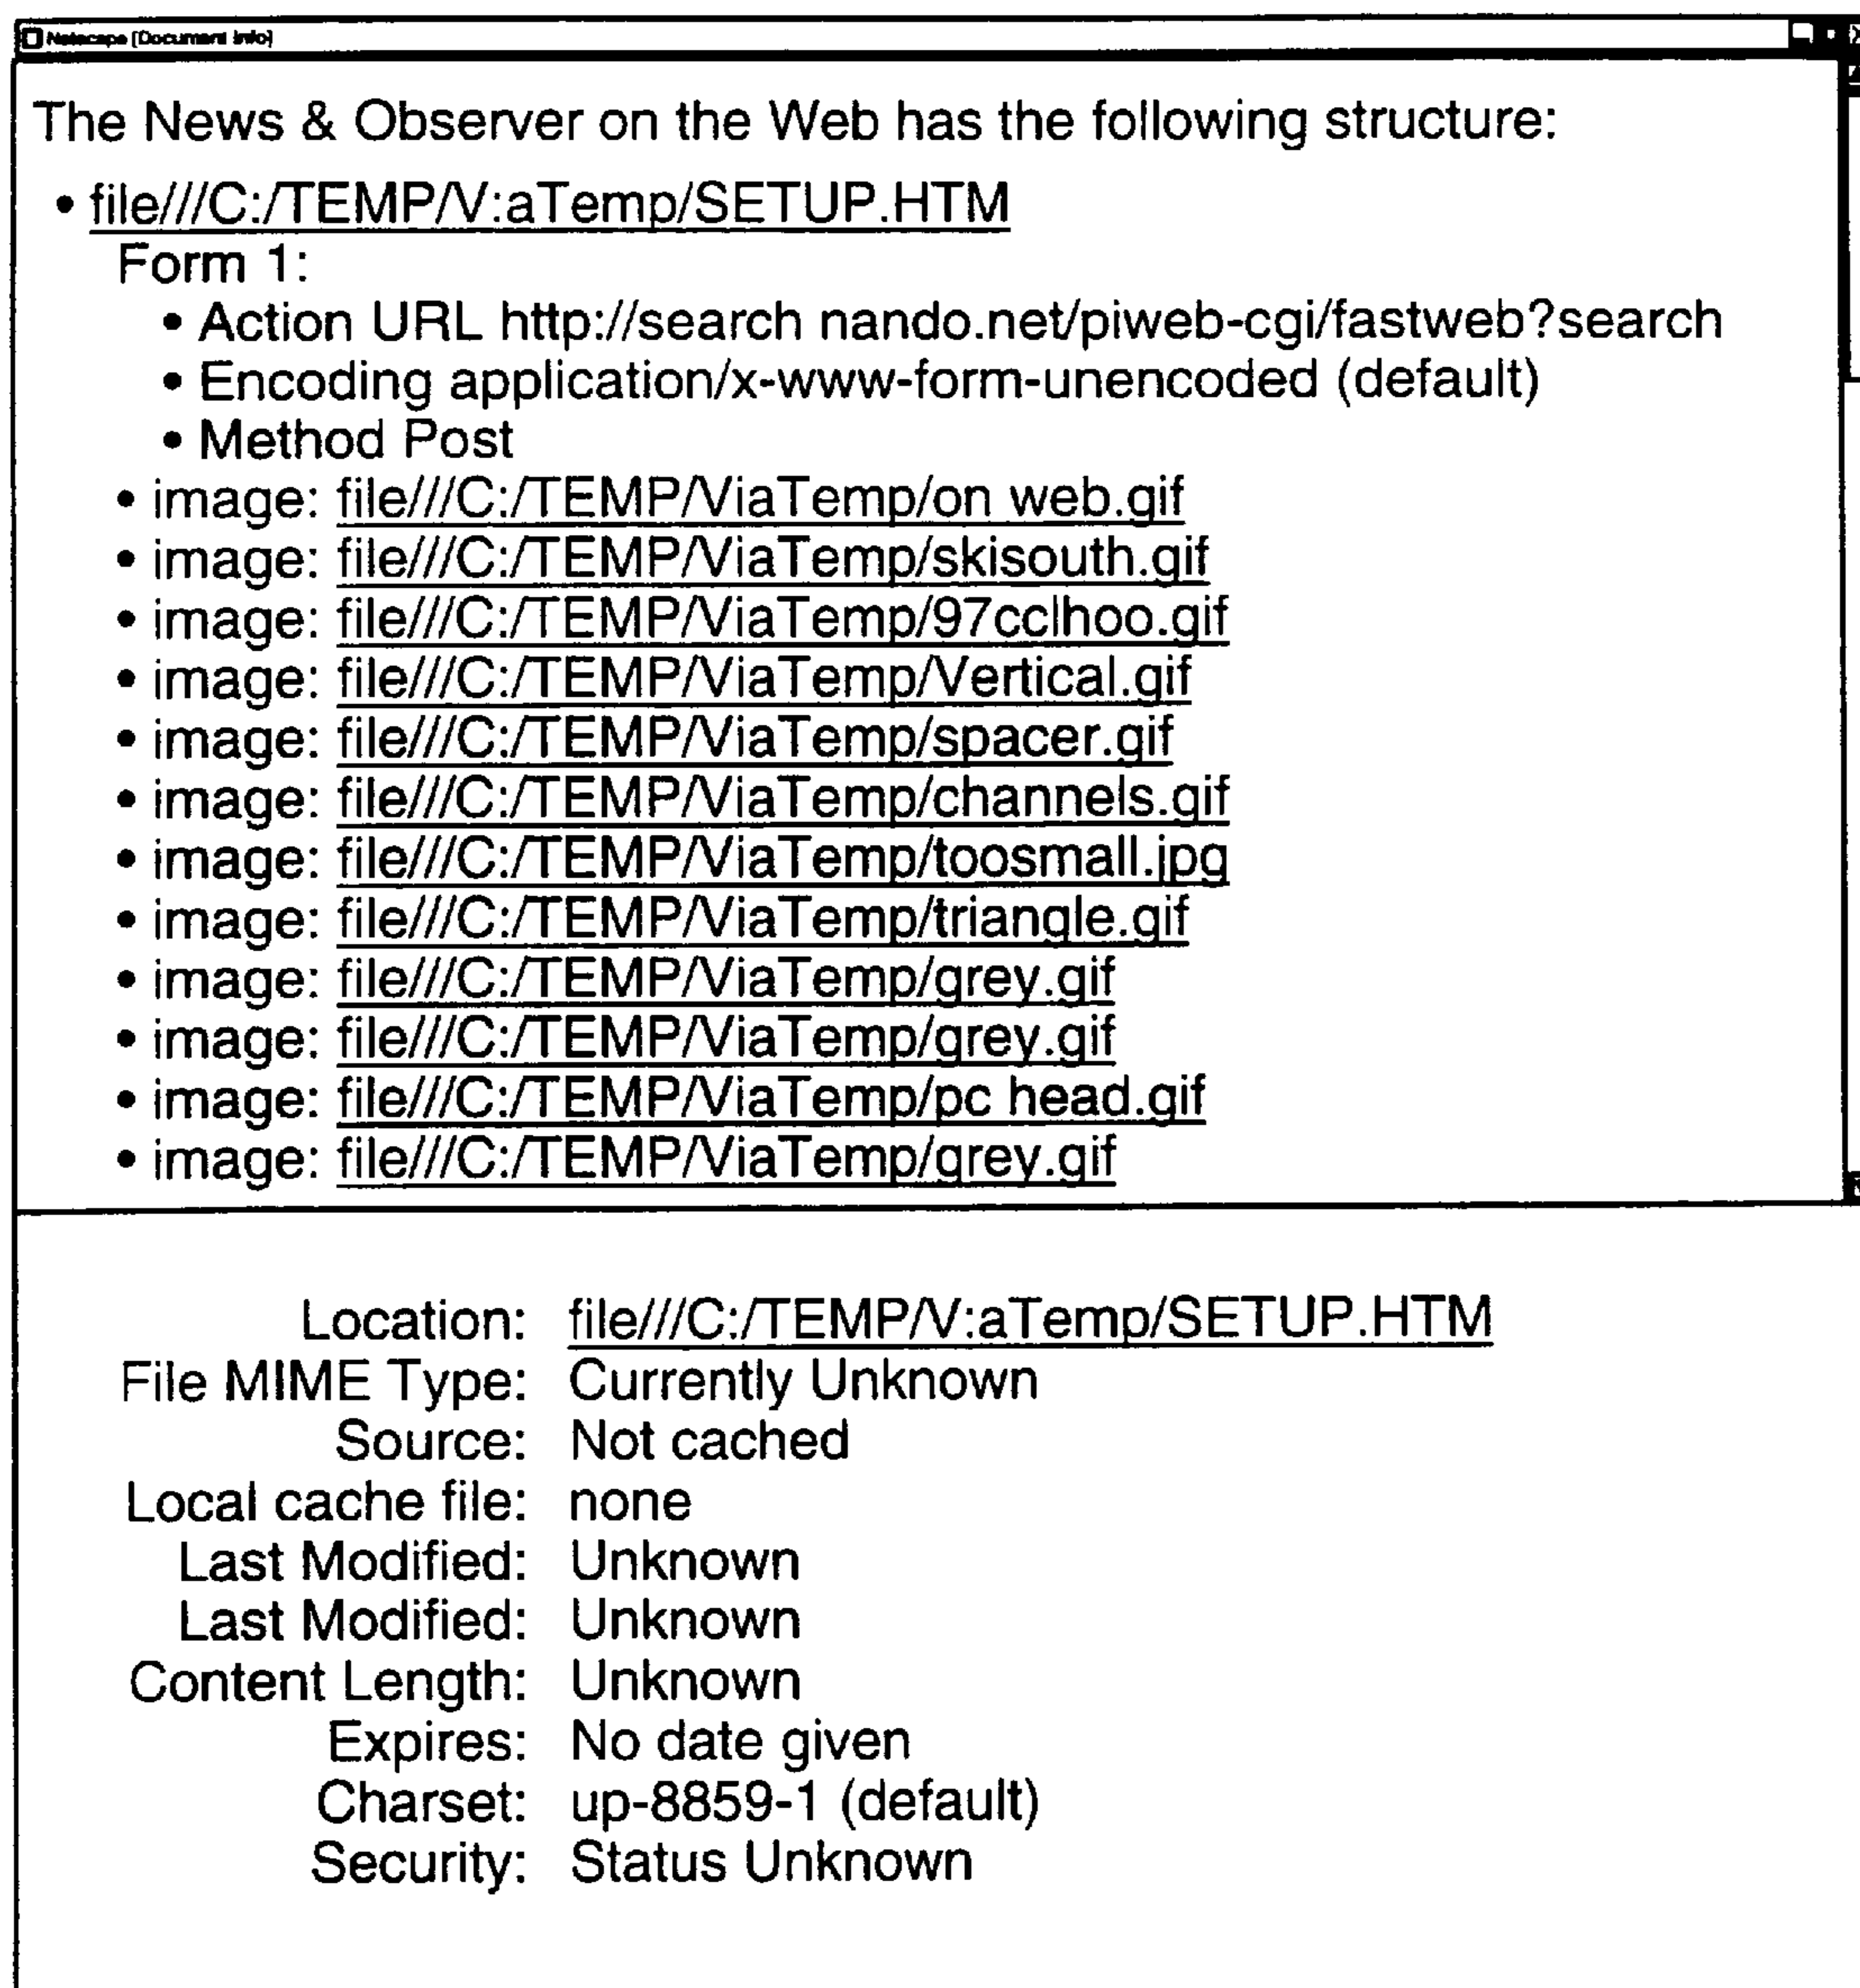 Netscape [Document Info]
The News & Observer on the Web has the following structure:
• file///C:/TEMP/V:aTemp/SETUP.HTM
Form 1:
• Action URL http://search nando.net/piweb-cgi/fastweb?search
• Encoding application/x-www-form-unencoded (default)
• Method Post
• image: file///C:/TEMP/ViaTemp/on web.gif
• image: file///C:/TEMP/ViaTemp/skisouth.gif
• image: file///C:/TEMP/ViaTemp/97cclhoo.gif
• image: file///C:/TEMP/ViaTemp/Vertical.gif
• image: file///C:/TEMP/ViaTemp/spacer.gif
• image: file///C:/TEMP/ViaTemp/channels.gif
• image: file///C:/TEMP/ViaTemp/toosmall.jpg
• image: file///C:/TEMP/ViaTemp/triangle.gif
• image: file///C:/TEMP/ViaTemp/grey.gif
• image: file///C:/TEMP/ViaTemp/grey.gif
• image: file///C:/TEMP/ViaTemp/pc head.gif
• image: file///C:/TEMP/ViaTemp/grey.gif
Location: file///C:/TEMP/V:aTemp/SETUP.HTM
File MIME Type: Currently Unknown
Source: Not cached
Local cache file: none
Last Modified: Unknown
Last Modified: Unknown
Content Length: Unknown
Expires: No date given
Charset: up-8859-1 (default)
Security: Status Unknown